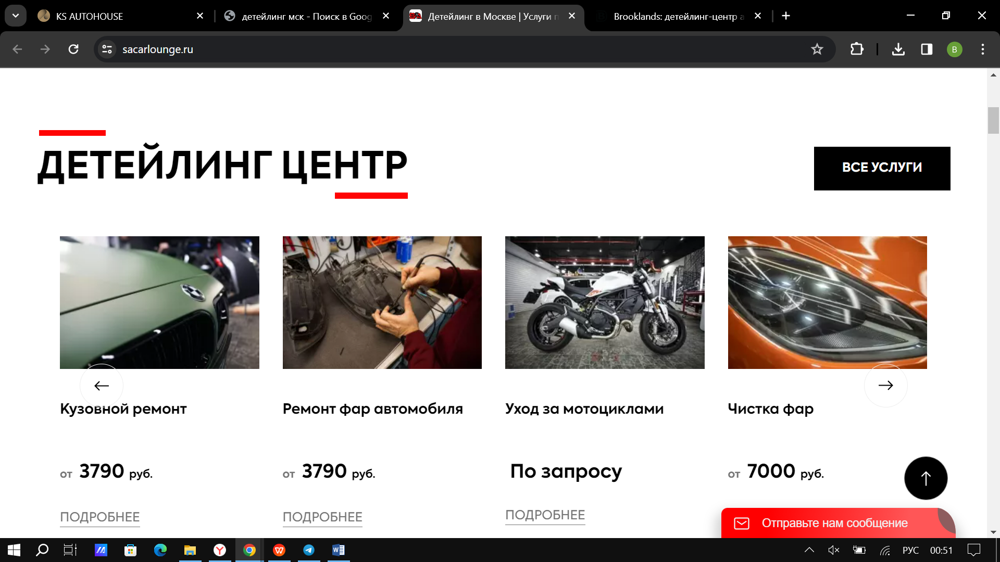 KS AUTOHOUSE
детейлинг мск - Поиск в Goog
Детейлинг в Москве | Услуги п
Brooklands: детейлинг-центр а
sacarlounge.ru
B
ДЕТЕЙЛИНГ ЦЕНТР
ВСЕ УСЛУГИ
Кузовной ремонт
Ремонт фар автомобиля
Уход за мотоциклами
Чистка фар
от 3790 руб.
от 3790 руб.
По запросу
от 7000 руб.
ПОДРОБНЕЕ
ПОДРОБНЕЕ
ПОДРОБНЕЕ
Отправьте нам сообщение
РУС
00:51